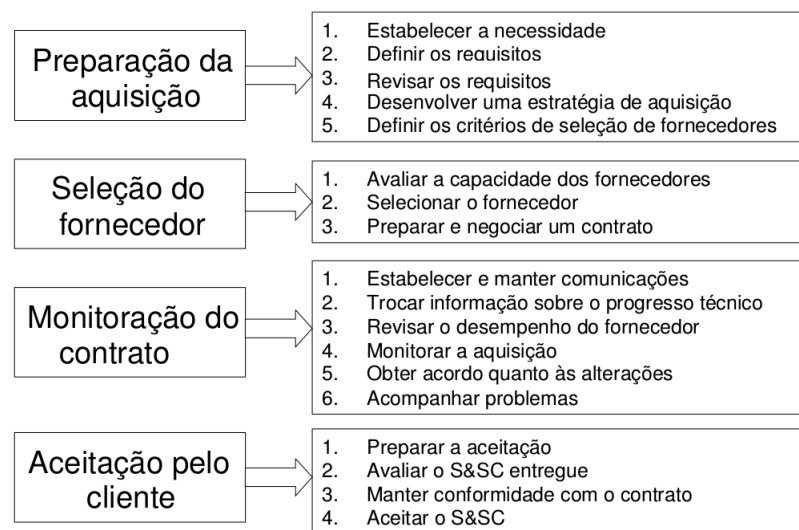 Preparação da
aquisição
1. Estabelecer a necessidade
2. Definir os requisitos
3. Revisar os requisitos
4. Desenvolver uma estratégia de aquisição
5. Definir os critérios de seleção de fornecedores
Seleção do
fornecedor
1. Avaliar a capacidade dos fornecedores
2. Selecionar o fornecedor
3. Preparar e negociar um contrato
Monitoração do
contrato
1. Estabelecer e manter comunicações
2. Trocar informação sobre o progresso técnico
3. Revisar o desempenho do fornecedor
4. Monitorar a aquisição
5. Obter acordo quanto às alterações
6. Acompanhar problemas
Aceitação pelo
cliente
1. Preparar a aceitação
2. Avaliar o S&SC entregue
3. Manter conformidade com o contrato
4. Aceitar o S&SC